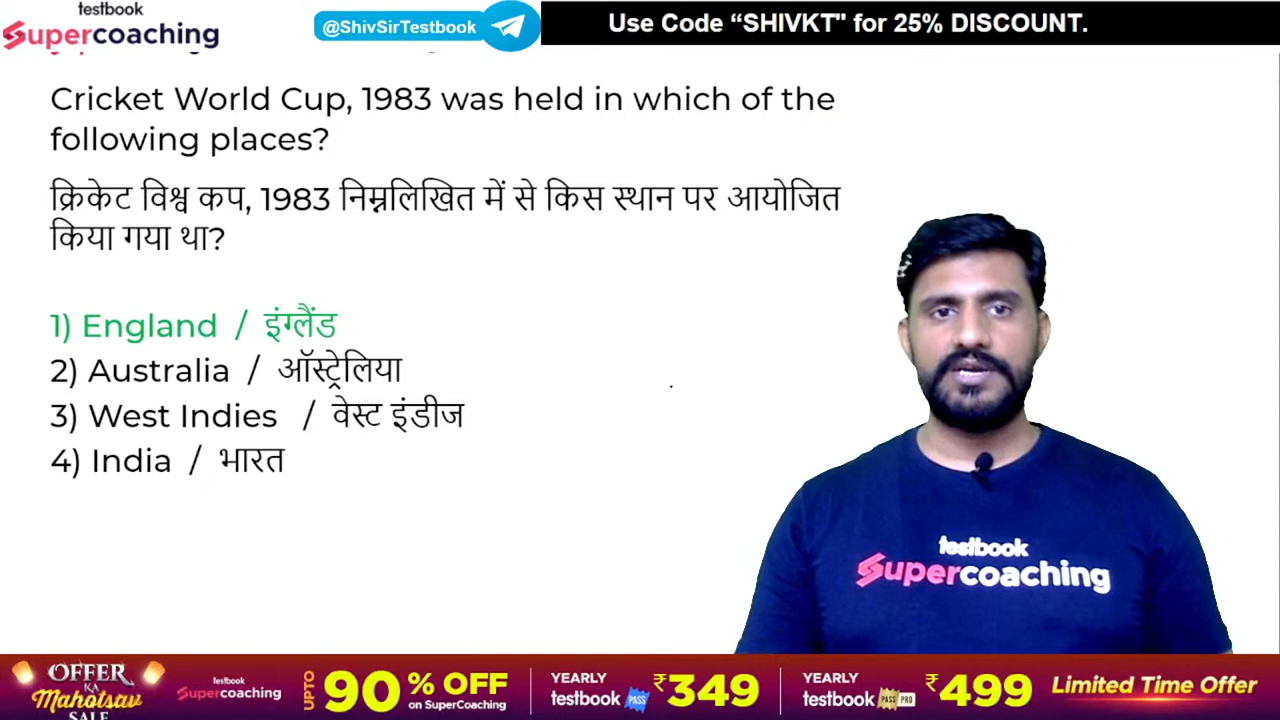 testbook
Supercoaching
@ShivSirTestbook
Use Code “SHIVKT" for 25% DISCOUNT.
Cricket World Cup, 1983 was held in which of the
following places?
क्रिकेट विश्व कप, 1983 निम्नलिखित में से किस स्थान पर आयोजित
किया गया था?
1) England / इंग्लैंड
2) Australia / ऑस्ट्रेलिया
3) West Indies / वेस्ट इंडीज
4) India / भारत
testbook
Supercoaching
OFFER
KA
Mahotsav
SALE
testbook
Supercoaching
UPTO
90% OFF
on SuperCoaching
YEARLY
testbook PASS
₹349
YEARLY
testbook PASS PRO
₹499
Limited Time Offer